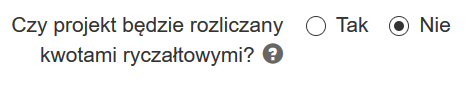 Czy projekt będzie rozliczany Tak Nie
kwotami ryczałtowymi? ?